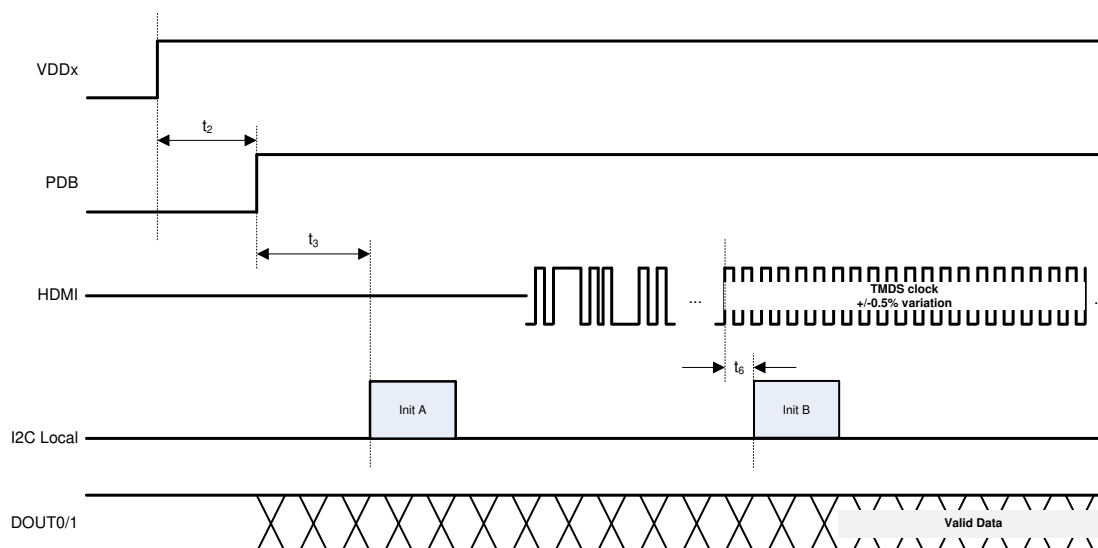 VDDx
t2
PDB
t3
HDMI
...
TMDS clock
+/-0.5% variation
.
t6
Init A
Init B
I2C Local
DOUT0/1
Valid Data